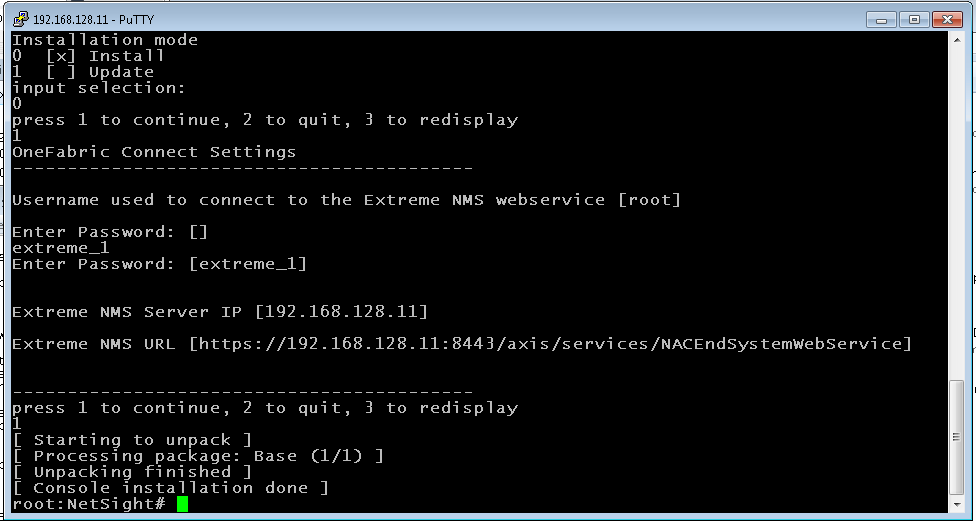 192.168.128.11 - PuTTY
Installation mode
0 [x] Install
1 [ ] Update
input selection:
0
press 1 to continue, 2 to quit, 3 to redisplay
1
OneFabric Connect Settings
-------------------------------------------
Username used to connect to the Extreme NMS webservice [root]
Enter Password: []
extreme_1
Enter Password: [extreme_1]
Extreme NMS Server IP [192.168.128.11]
Extreme NMS URL [https://192.168.128.11:8443/axis/services/NACEndSystemWebService]
-------------------------------------------
press 1 to continue, 2 to quit, 3 to redisplay
1
[ Starting to unpack ]
[ Processing package: Base (1/1) ]
[ Unpacking finished ]
[ Console installation done ]
root:NetSight#